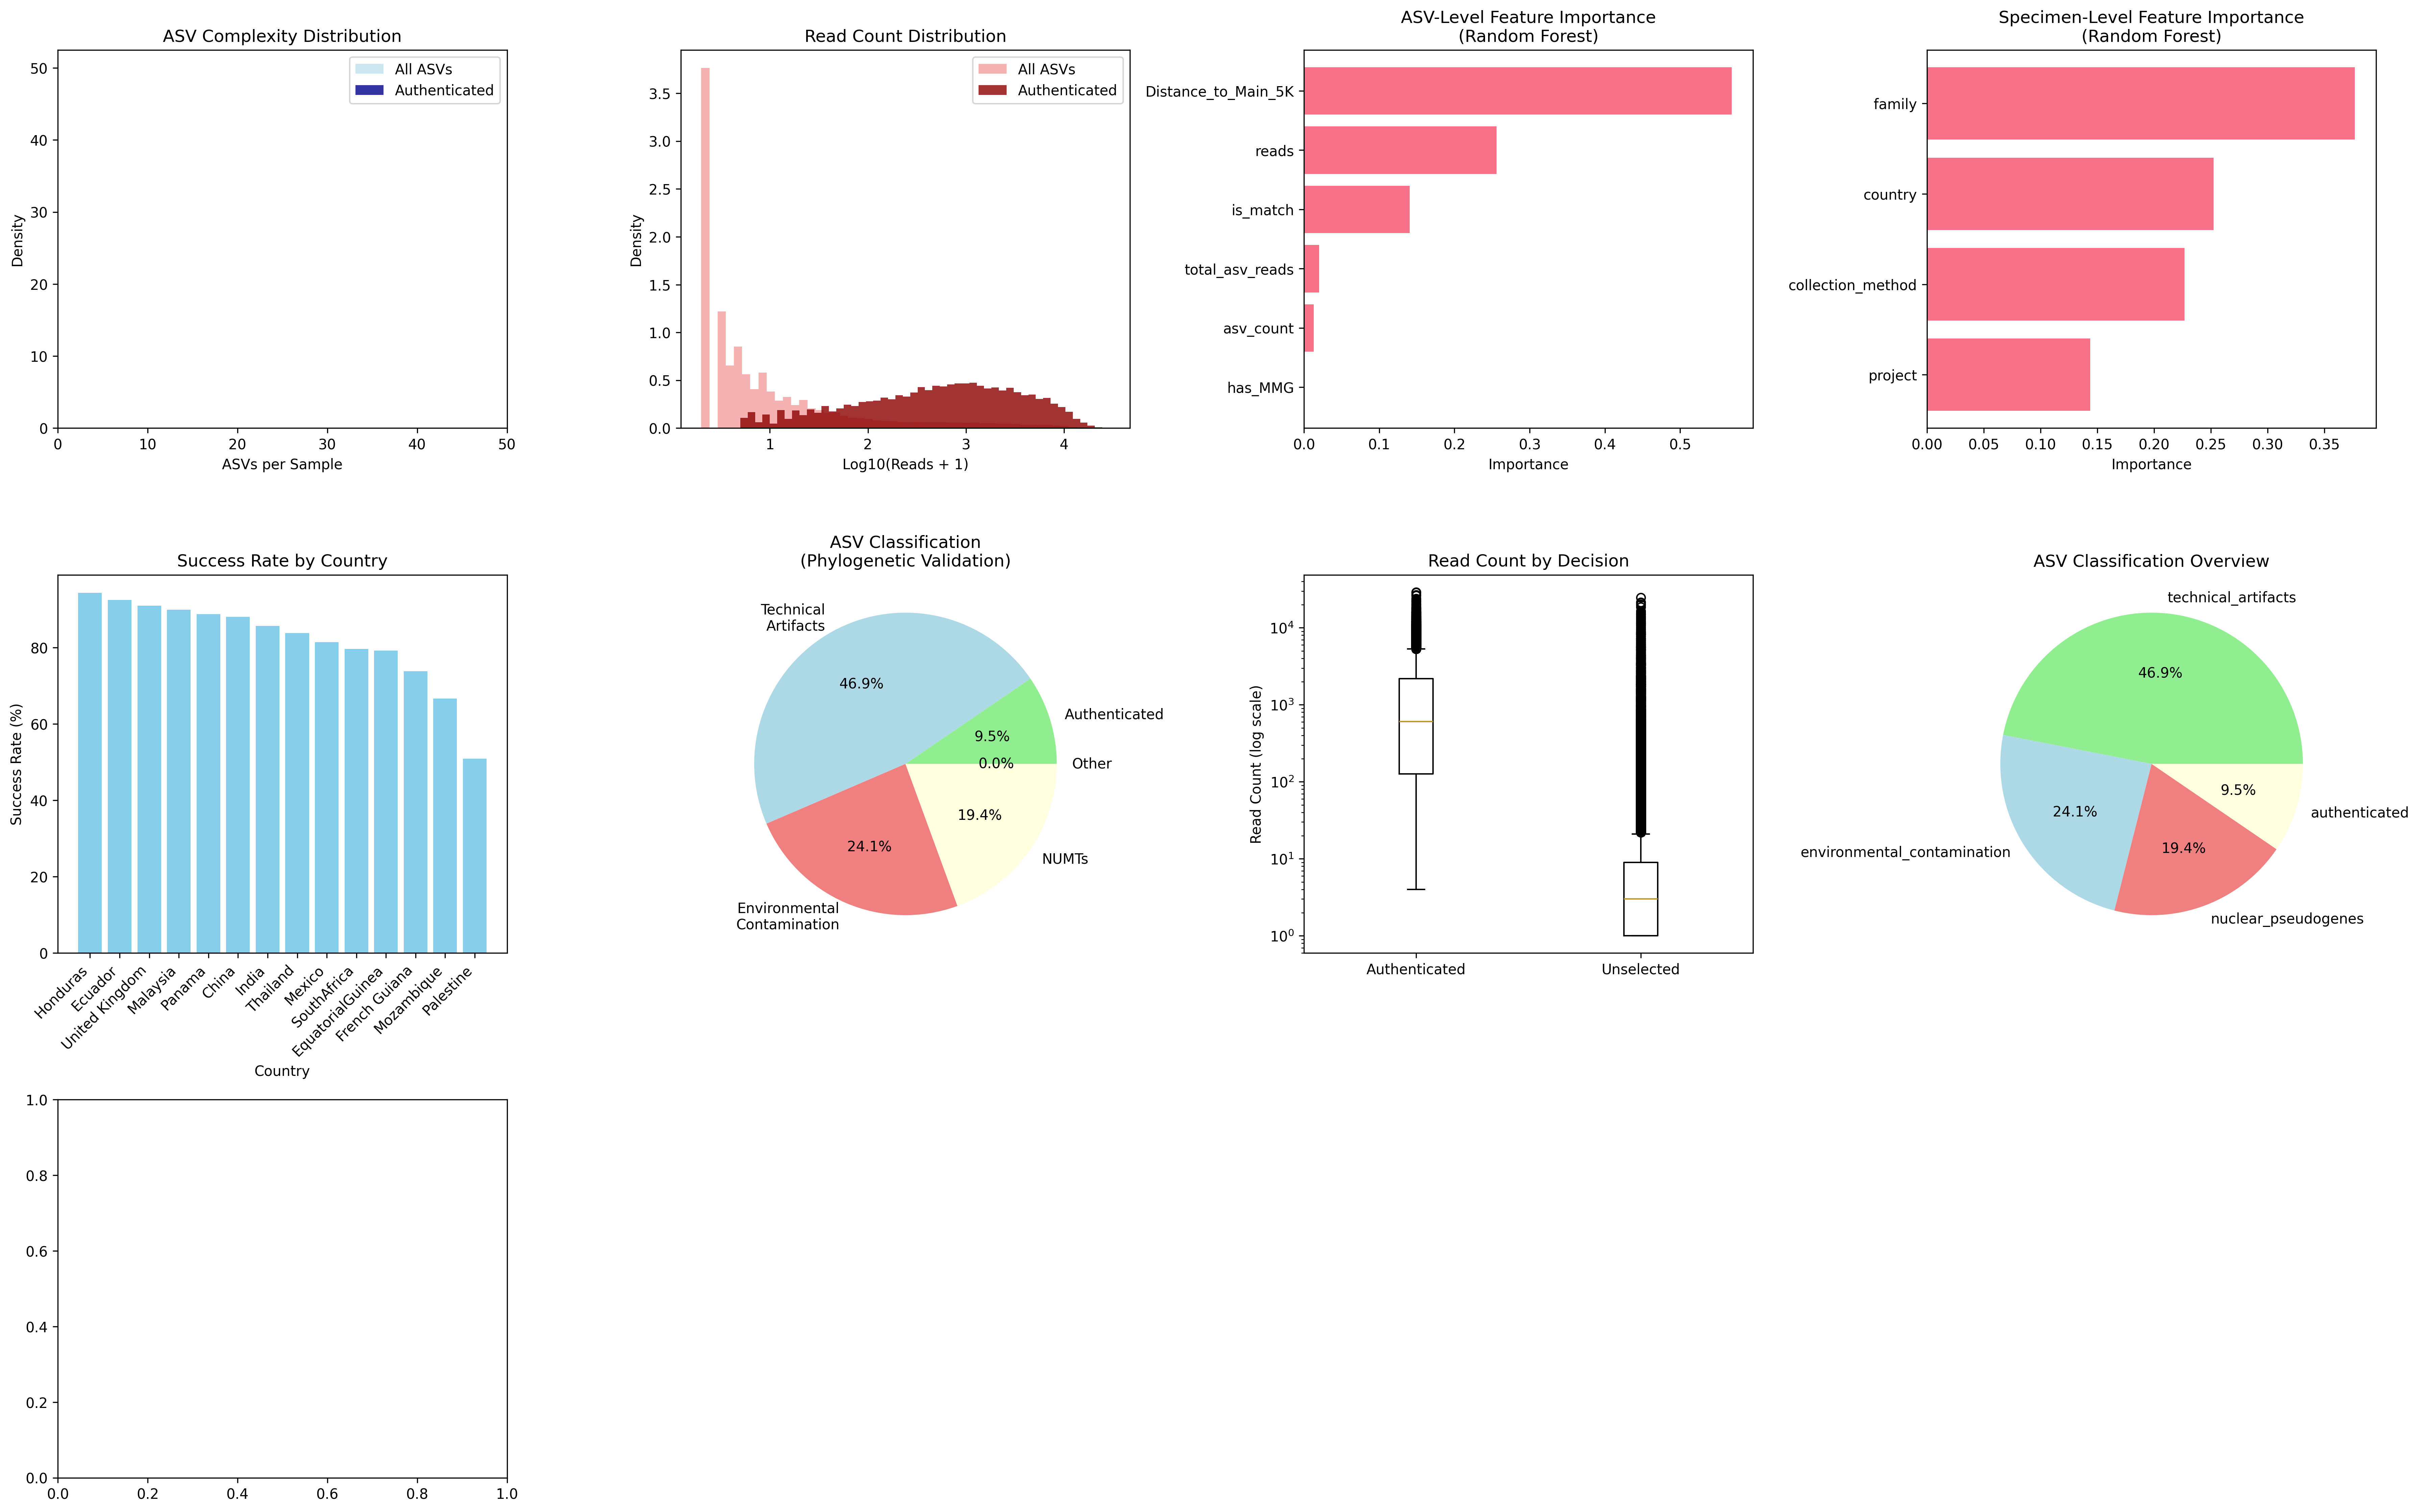 ASV Complexity Distribution
50
40
30
20
10
0
Density
0 10 20 30 40 50
ASVs per Sample
All ASVs
Authenticated
Read Count Distribution
3.5
3.0
2.5
2.0
1.5
1.0
0.5
0.0
Density
1 2 3 4
Log10(Reads + 1)
All ASVs
Authenticated
ASV-Level Feature Importance
(Random Forest)
Distance_to_Main_5K
reads
is_match
total_asv_reads
asv_count
has_MMG
0.0 0.1 0.2 0.3 0.4 0.5
Importance
Specimen-Level Feature Importance
(Random Forest)
family
country
collection_method
project
0.00 0.05 0.10 0.15 0.20 0.25 0.30 0.35
Importance
Success Rate by Country
80
60
40
20
0
Success Rate (%)
Honduras
Ecuador
United Kingdom
Malaysia
Panama
China
India
Thailand
Mexico
SouthAfrica
EquatorialGuinea
French Guiana
Mozambique
Palestine
Country
ASV Classification
(Phylogenetic Validation)
Technical
Artifacts
46.9%
Authenticated
9.5%
0.0%
Other
19.4%
NUMTs
24.1%
Environmental
Contamination
Read Count by Decision
10⁴
10³
10²
10¹
10⁰
Read Count (log scale)
Authenticated
Unselected
ASV Classification Overview
technical_artifacts
46.9%
9.5%
authenticated
24.1%
environmental_contamination
19.4%
nuclear_pseudogenes
1.0
0.8
0.6
0.4
0.2
0.0
0.0 0.2 0.4 0.6 0.8 1.0